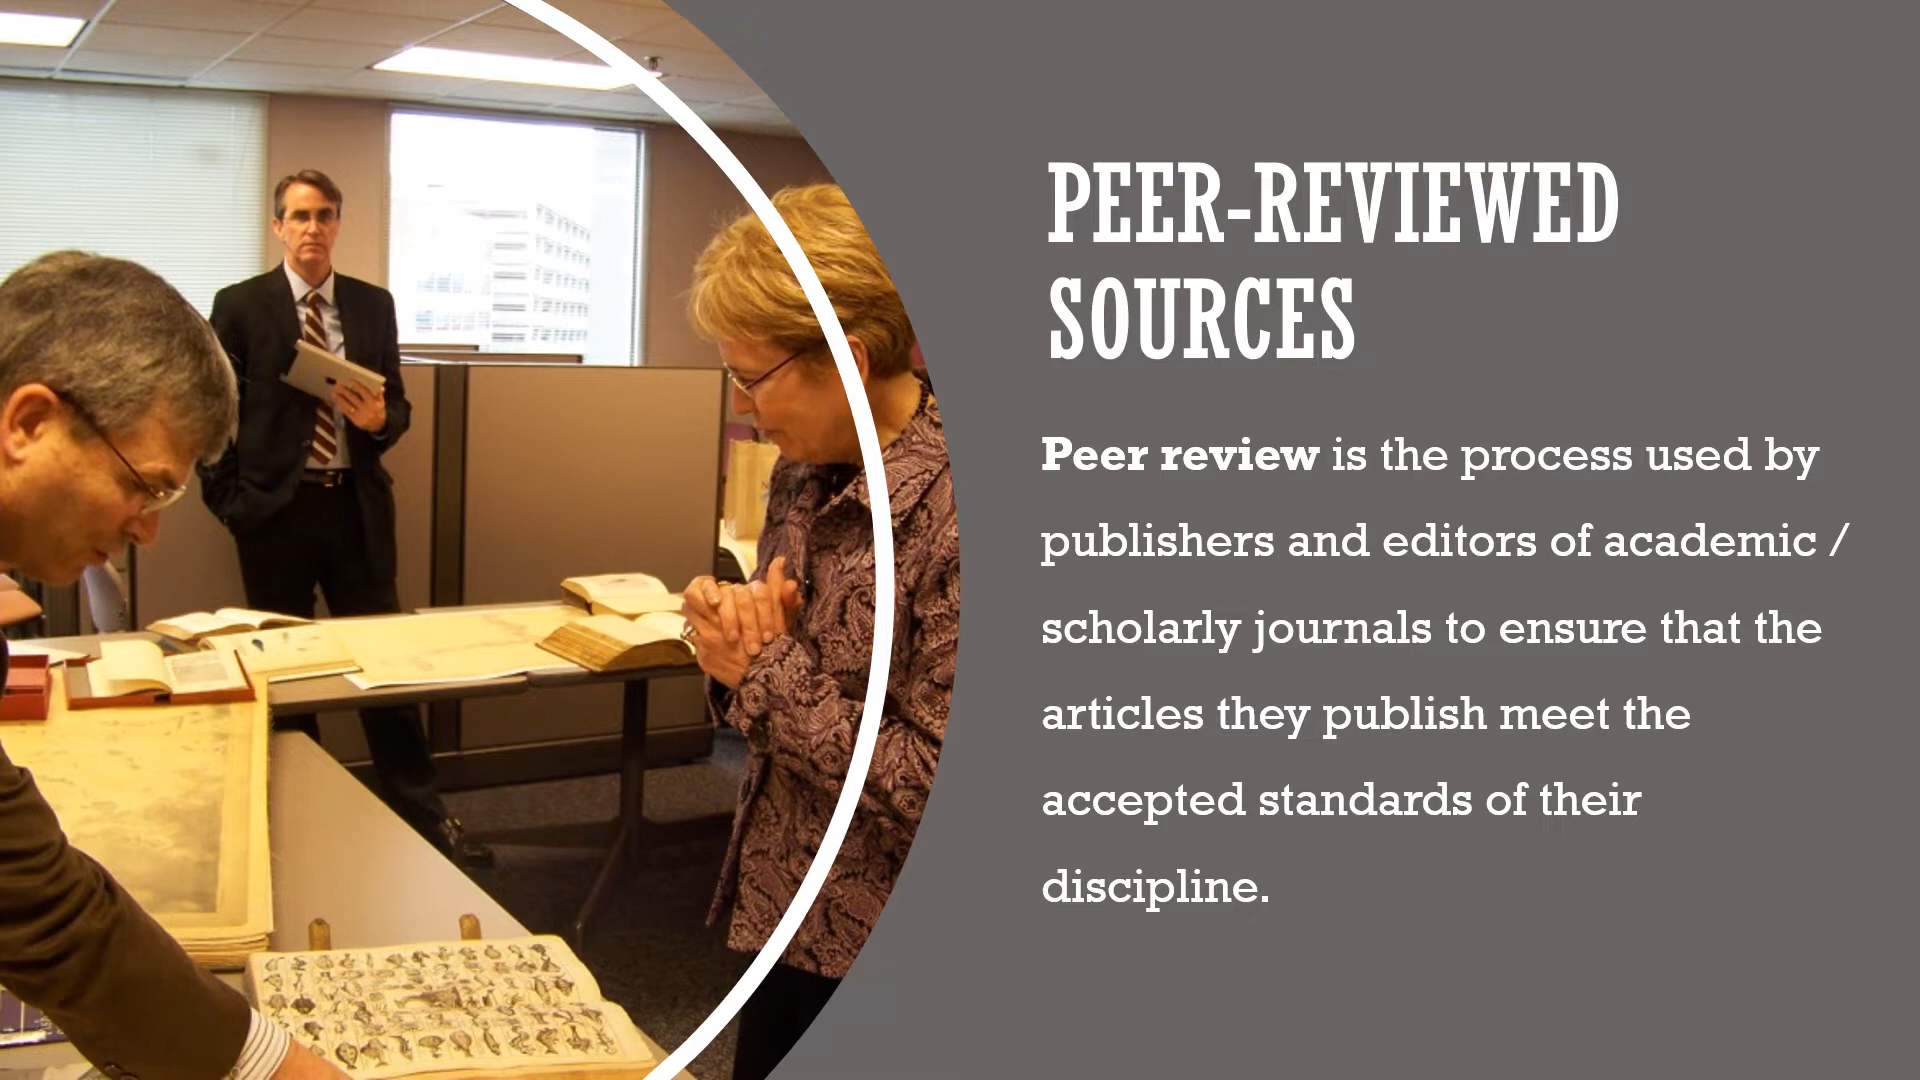 PEER-REVIEWED
SOURCES
Peer review is the process used by
publishers and editors of academic /
scholarly journals to ensure that the
articles they publish meet the
accepted standards of their
discipline.